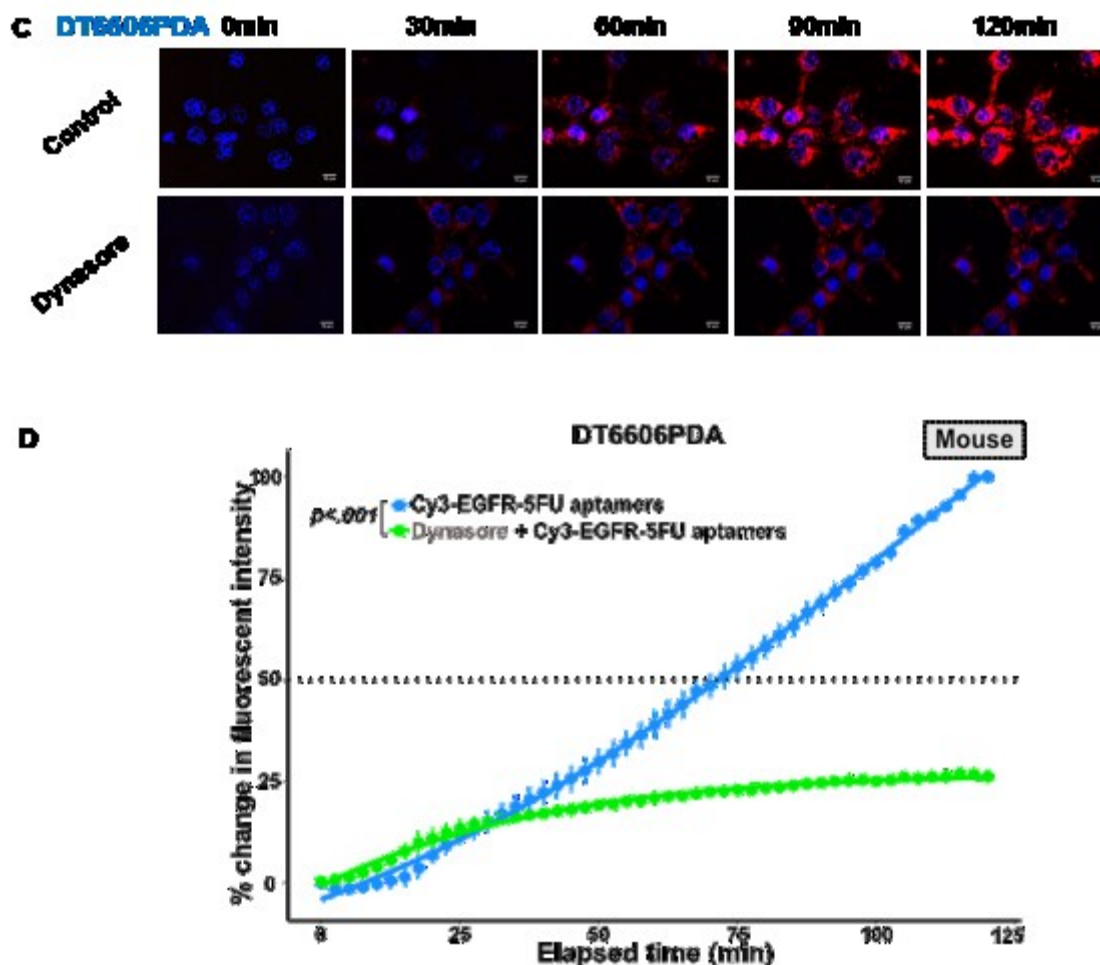 C DT6606PDA 0min 30min 60min 90min 120min
Control
Dynasore
D
DT6606PDA
Mouse
% change in fluorescent intensity
100
75
50
25
0
p<.001
Cy3-EGFR-5FU aptamers
Dynasore + Cy3-EGFR-5FU aptamers
0 25 50 75 100 125
Elapsed time (min)